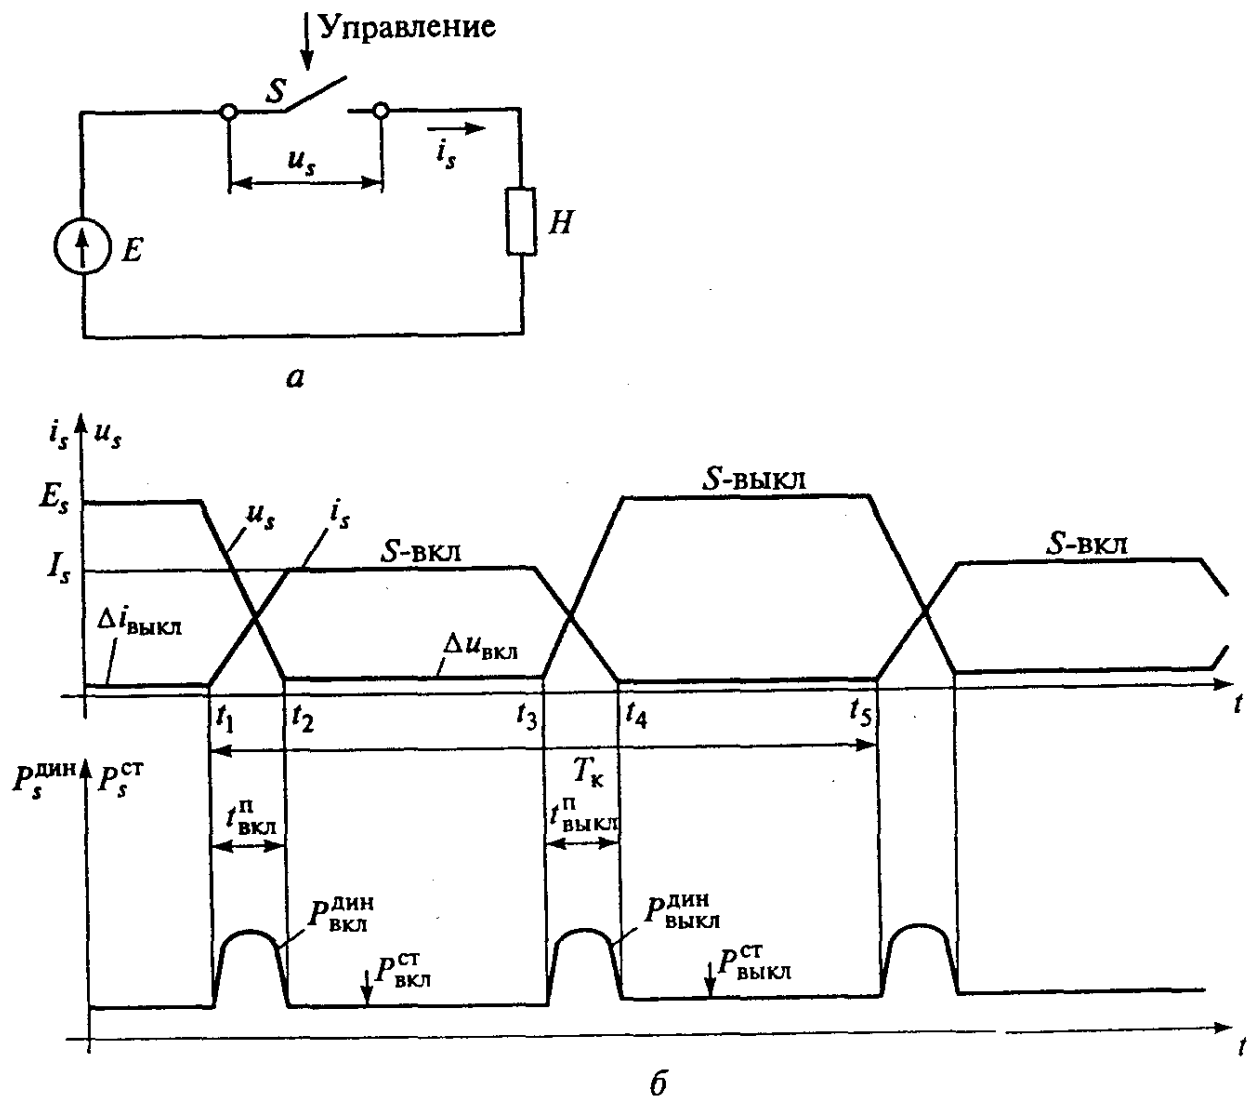 Управление
S
u_s
i_s
E
H
а
i_s u_s
E_s
u_s
i_s
S-вкл
S-выкл
S-вкл
I_s
Δi_выкл
Δu_вкл
t_1 t_2 t_3 t_4 t_5 t
T_к
P_s^дин P_s^ст
t_вкл^п
t_выкл^п
P_вкл^дин
P_вкл^ст
P_выкл^дин
P_выкл^ст
t
б